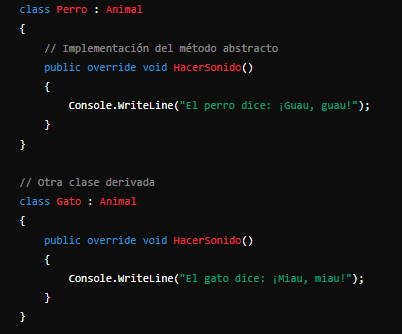 class Perro : Animal
{
    // Implementación del método abstracto
    public override void HacerSonido()
    {
        Console.WriteLine("El perro dice: ¡Guau, guau!");
    }
}
// Otra clase derivada
class Gato : Animal
{
    public override void HacerSonido()
    {
        Console.WriteLine("El gato dice: ¡Miau, miau!");
    }
}